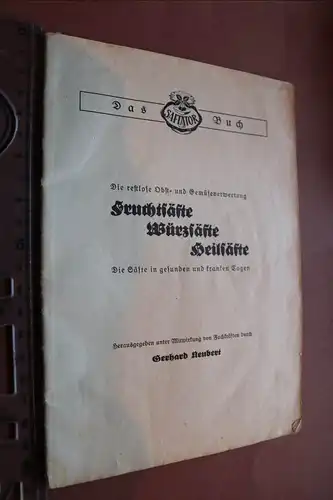 Das SAFTATOR Buch
Die restlose Obst- und Gemüseverwertung
Fruchtsäfte
Würzsäfte
Heilsäfte
Die Säfte in gesunden und kranken Tagen
Herausgegeben unter Mitwirkung von Fachkräften durch
Gerhard Neubert